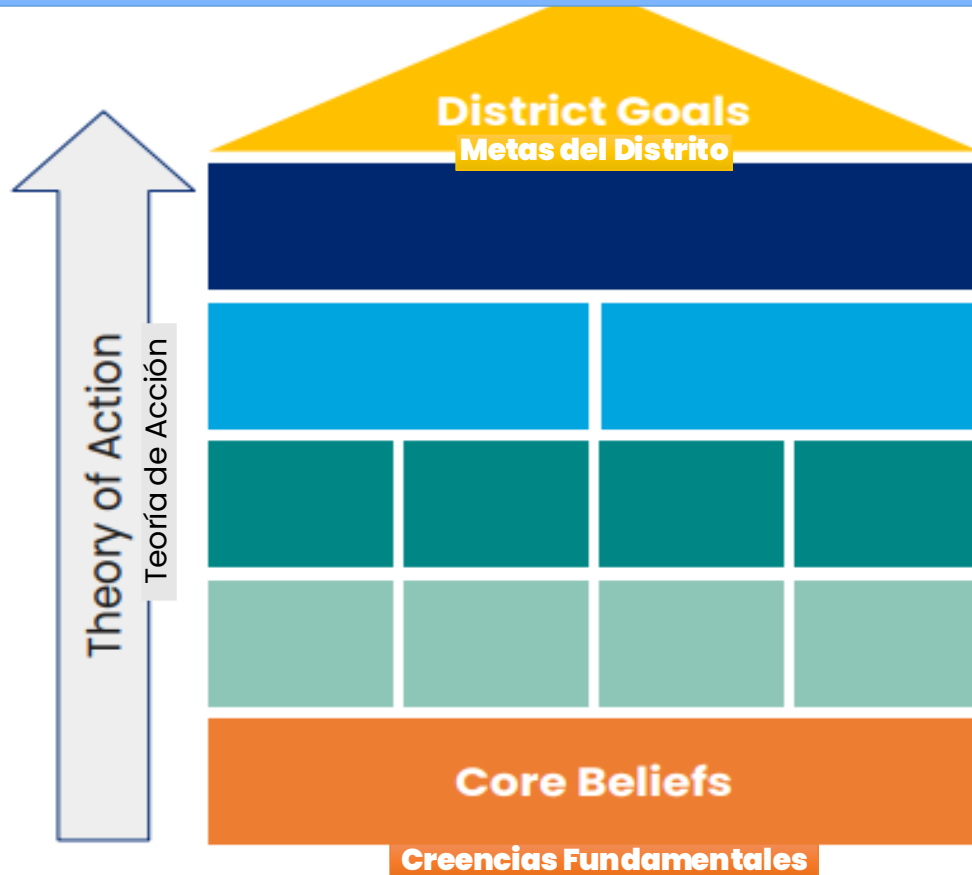 District Goals
Metas del Distrito
Theory of Action
Teoría de Acción
Core Beliefs
Creencias Fundamentales